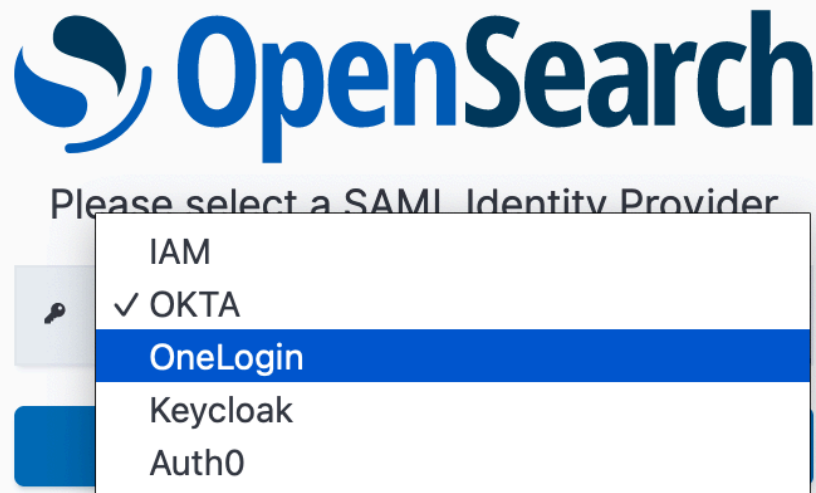 OpenSearch
Please select a SAML Identity Provider
IAM
✓ OKTA
OneLogin
Keycloak
Auth0